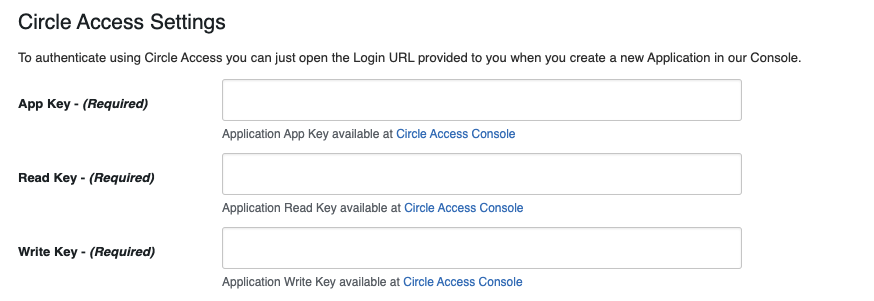 Circle Access Settings
To authenticate using Circle Access you can just open the Login URL provided to you when you create a new Application in our Console.
App Key - (Required)
Application App Key available at Circle Access Console
Read Key - (Required)
Application Read Key available at Circle Access Console
Write Key - (Required)
Application Write Key available at Circle Access Console